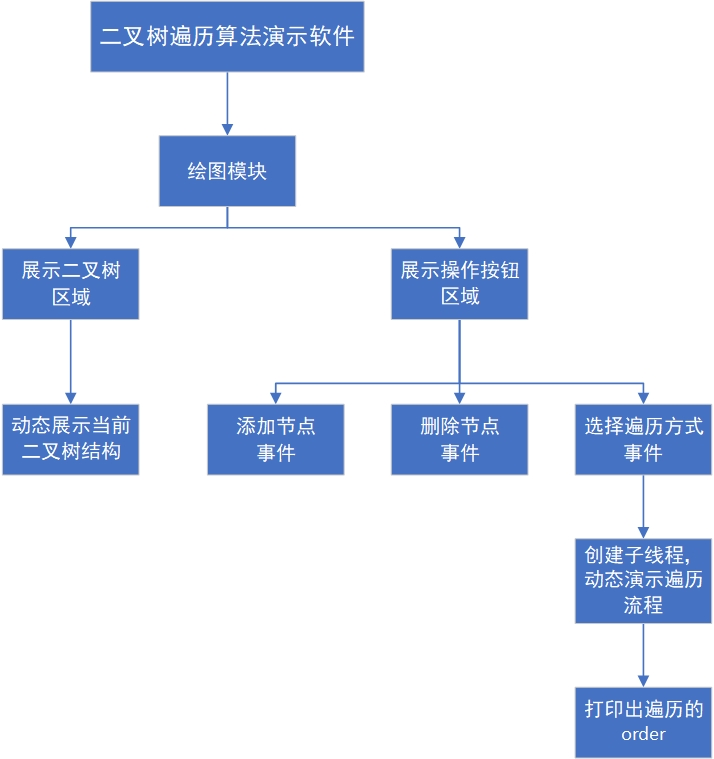 二叉树遍历算法演示软件
绘图模块
展示二叉树
区域
展示操作按钮
区域
动态展示当前
二叉树结构
添加节点
事件
删除节点
事件
选择遍历方式
事件
创建子线程，
动态演示遍历
流程
打印出遍历的
order